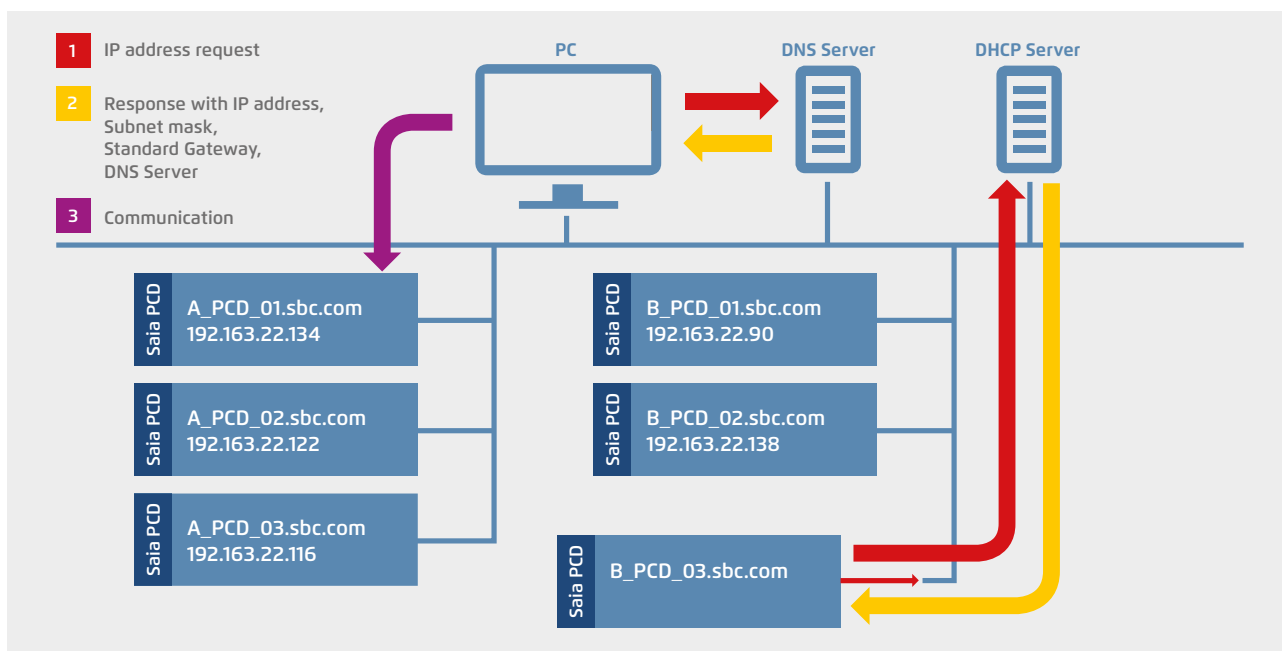 1 IP address request
2 Response with IP address,
Subnet mask,
Standard Gateway,
DNS Server
3 Communication
PC
DNS Server
DHCP Server
Saia PCD
A_PCD_01.sbc.com
192.163.22.134
Saia PCD
A_PCD_02.sbc.com
192.163.22.122
Saia PCD
A_PCD_03.sbc.com
192.163.22.116
Saia PCD
B_PCD_01.sbc.com
192.163.22.90
Saia PCD
B_PCD_02.sbc.com
192.163.22.138
Saia PCD
B_PCD_03.sbc.com